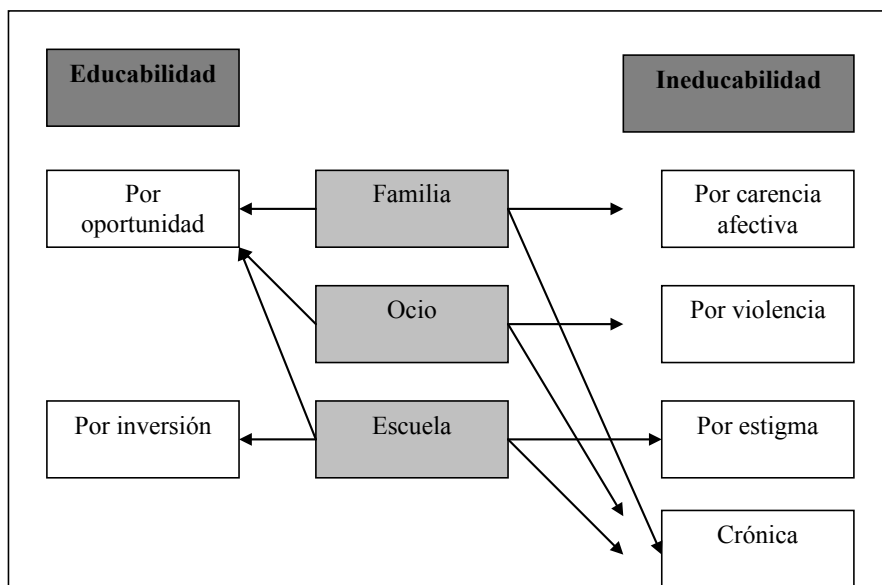 Educabilidad
Ineducabilidad
Por
oportunidad
Familia
Por carencia
afectiva
Ocio
Por violencia
Por inversión
Escuela
Por estigma
Crónica